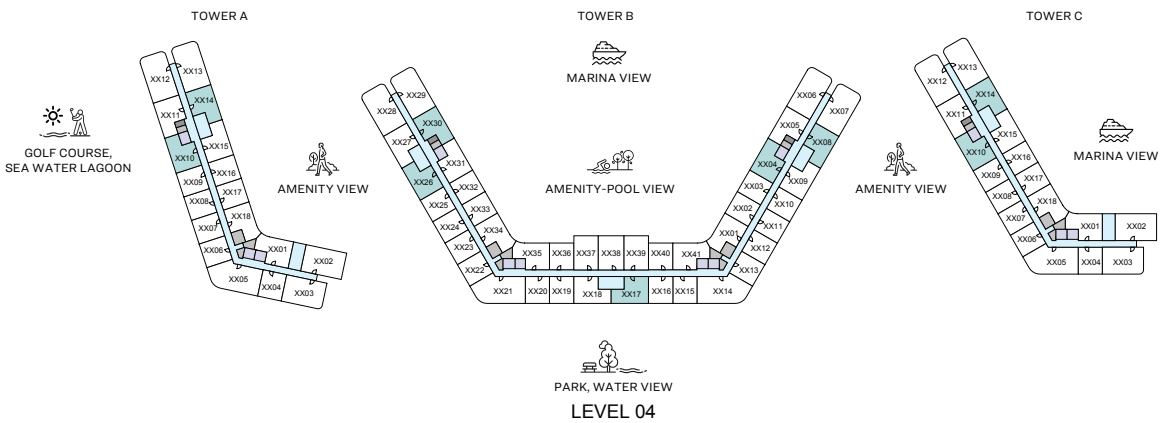 TOWER A
TOWER B
TOWER C
MARINA VIEW
GOLF COURSE,
SEA WATER LAGOON
AMENITY VIEW
AMENITY-POOL VIEW
AMENITY VIEW
MARINA VIEW
XX12
XX13
XX11
XX14
XX10
XX15
XX09
XX16
XX08
XX17
XX07
XX18
XX06
XX01
XX02
XX05
XX04
XX03
XX28
XX29
XX27
XX30
XX26
XX31
XX25
XX32
XX24
XX33
XX23
XX34
XX22
XX35
XX36
XX37
XX38
XX39
XX40
XX41
XX21
XX20
XX19
XX18
XX17
XX16
XX15
XX14
XX06
XX07
XX05
XX08
XX04
XX09
XX03
XX10
XX02
XX11
XX01
XX12
XX13
XX12
XX13
XX11
XX14
XX10
XX15
XX09
XX16
XX08
XX17
XX07
XX18
XX06
XX01
XX02
XX05
XX04
XX03
PARK, WATER VIEW
LEVEL 04